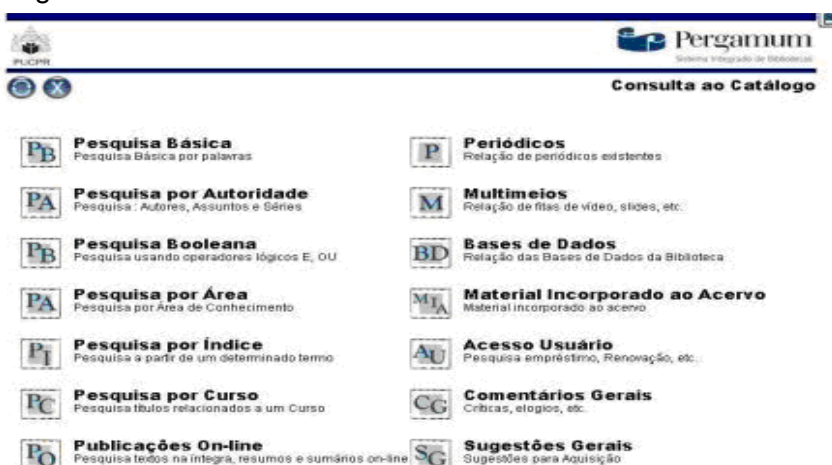 PUCPR
Pergamum
Sistema Integrado de Bibliotecas
Consulta ao Catálogo
PB Pesquisa Básica
Pesquisa Básica por palavras
PA Pesquisa por Autoridade
Pesquisa : Autores, Assuntos e Séries
PB Pesquisa Booleana
Pesquisa usando operadores lógicos E, OU
PA Pesquisa por Área
Pesquisa por Área de Conhecimento
PI Pesquisa por Índice
Pesquisa a partir de um determinado termo
PC Pesquisa por Curso
Pesquisa títulos relacionados a um Curso
PO Publicações On-line
Pesquisa textos na íntegra, resumos e sumários on-line
P Periódicos
Relação de periódicos existentes
M Multimeios
Relação de fitas de vídeo, slides, etc.
BD Bases de Dados
Relação das Bases de Dados da Biblioteca
MIA Material Incorporado ao Acervo
Material incorporado ao acervo
AU Acesso Usuário
Pesquisa empréstimo, Renovação, etc.
CG Comentários Gerais
Críticas, elogios, etc.
SG Sugestões Gerais
Sugestões para Aquisição